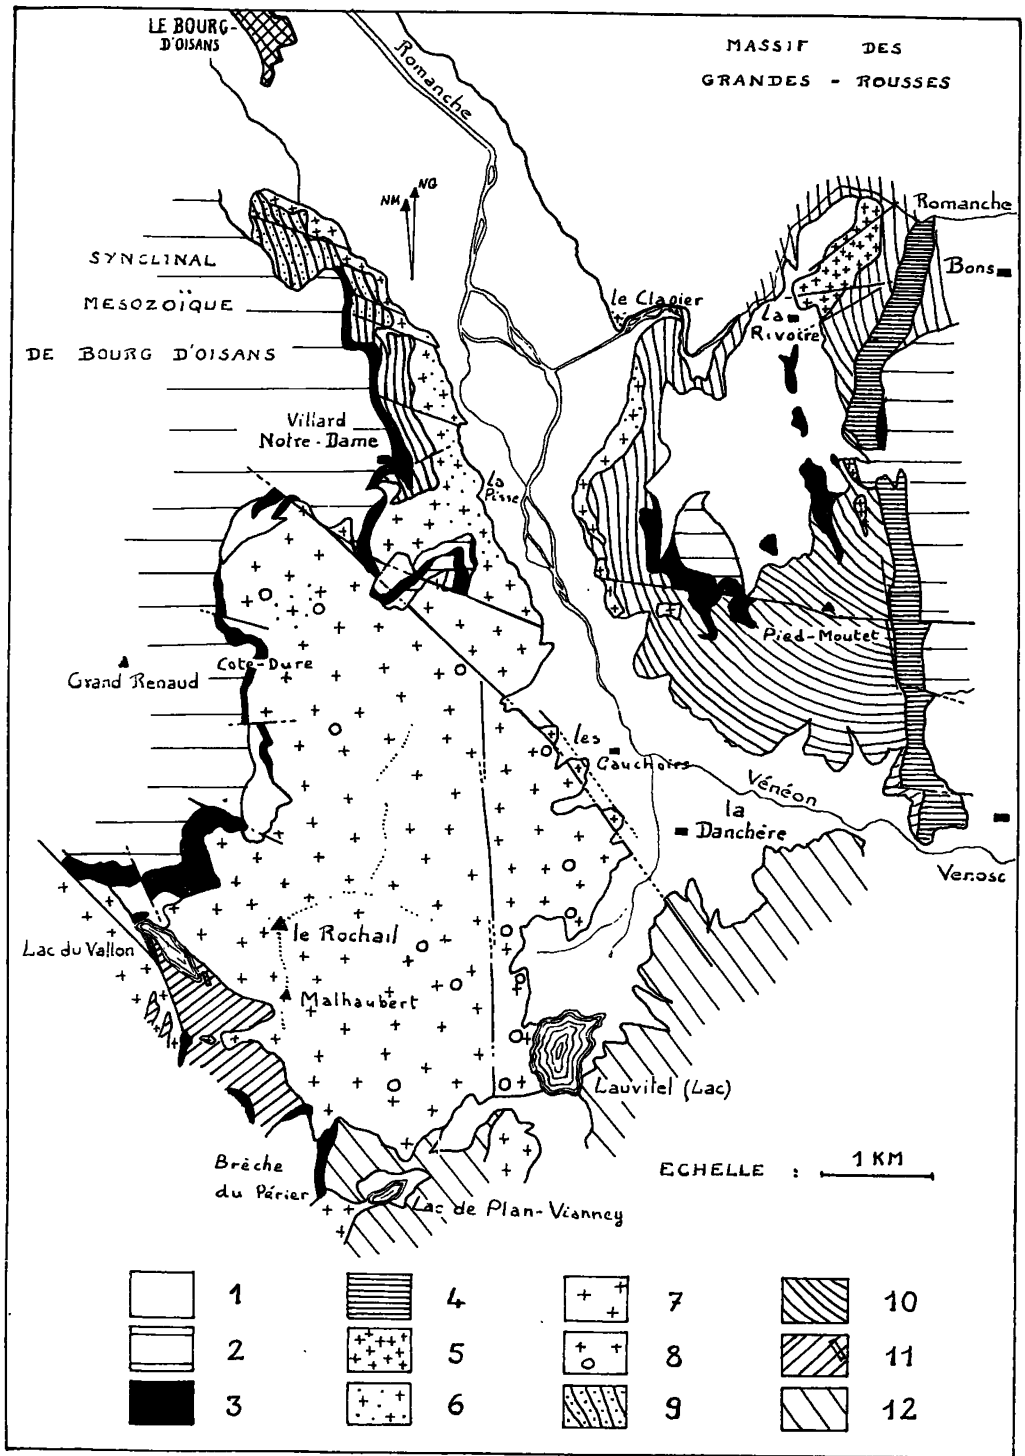 LE BOURG-
D'OISANS
MASSIF DES
GRANDES - ROUSSES
Romanche
NG
NM
Romanche
SYNCLINAL
Bons
MESOZOÏQUE
le Clapier
La
Rivoire
DE BOURG D'OISANS
Villard
Notre-Dame
La
Pisse
Pied-Moutet
Cote-Dure
Grand Renaud
les
Gauchoirs
Vénéon
la
Danchère
Venosc
le Rochail
Lac du Vallon
Malhaubert
Lauvitel (Lac)
Brèche
du Périer
ECHELLE : 1 KM
Lac de Plan-Vianney
1 4 7 10
2 5 8 11
3 6 9 12